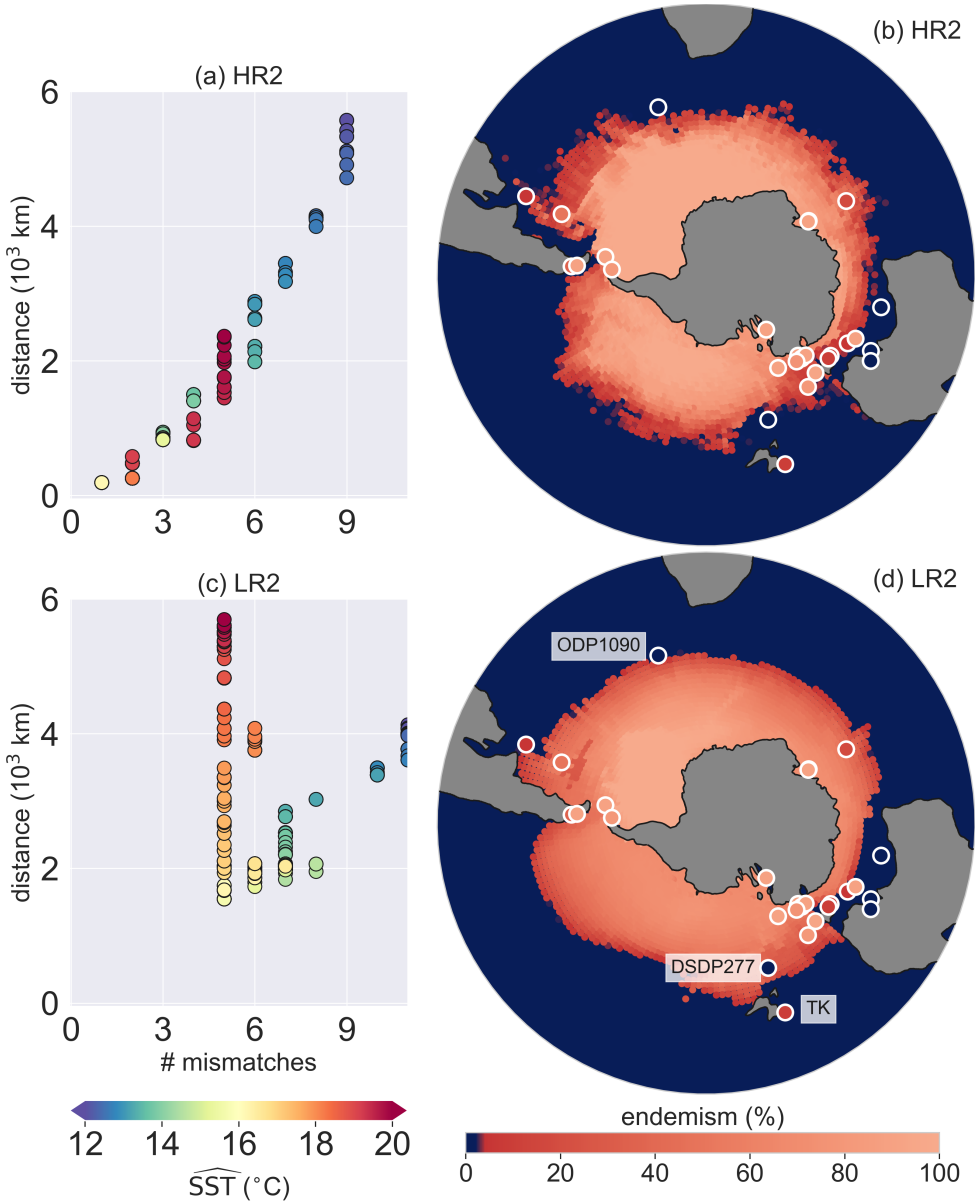 (a) HR2
6
4
2
0
0 3 6 9
distance (10³ km)
(b) HR2
(c) LR2
6
4
2
0
0 3 6 9
distance (10³ km)
# mismatches
12 14 16 18 20
SST (°C)
(d) LR2
ODP1090
DSDP277
TK
endemism (%)
0 20 40 60 80 100